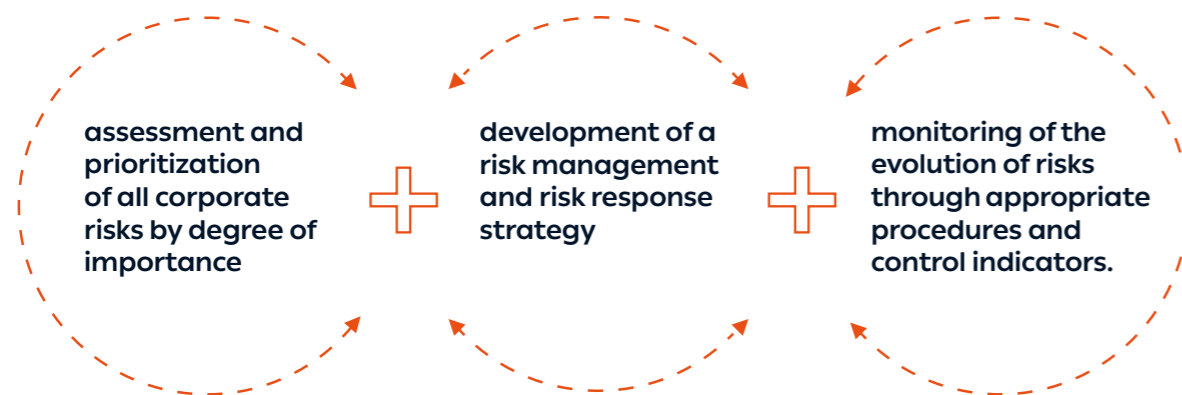 assessment and
prioritization
of all corporate
risks by degree of
importance
development of a
risk management
and risk response
strategy
monitoring of the
evolution of risks
through appropriate
procedures and
control indicators.